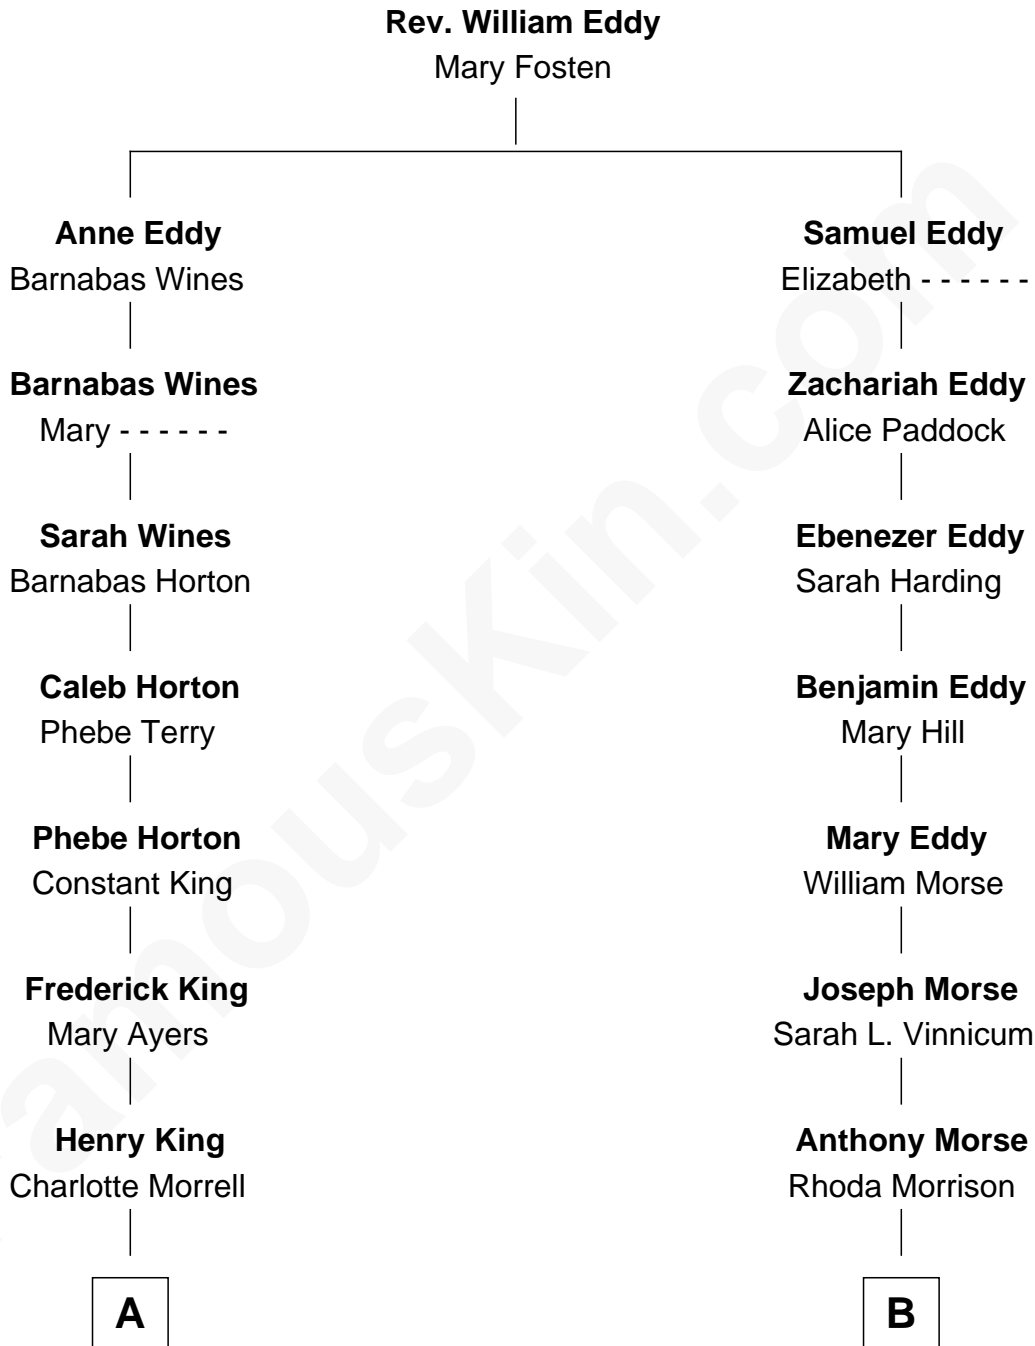 Rev. William Eddy
Mary Fosten
Anne Eddy
Barnabas Wines
Samuel Eddy
Elizabeth - - - - - -
Barnabas Wines
Mary - - - - - -
Zachariah Eddy
Alice Paddock
Sarah Wines
Barnabas Horton
Ebenezer Eddy
Sarah Harding
Caleb Horton
Phebe Terry
Benjamin Eddy
Mary Hill
Phebe Horton
Constant King
Mary Eddy
William Morse
Frederick King
Mary Ayers
Joseph Morse
Sarah L. Vinnicum
Henry King
Charlotte Morrell
Anthony Morse
Rhoda Morrison
A
B
amouskin.com